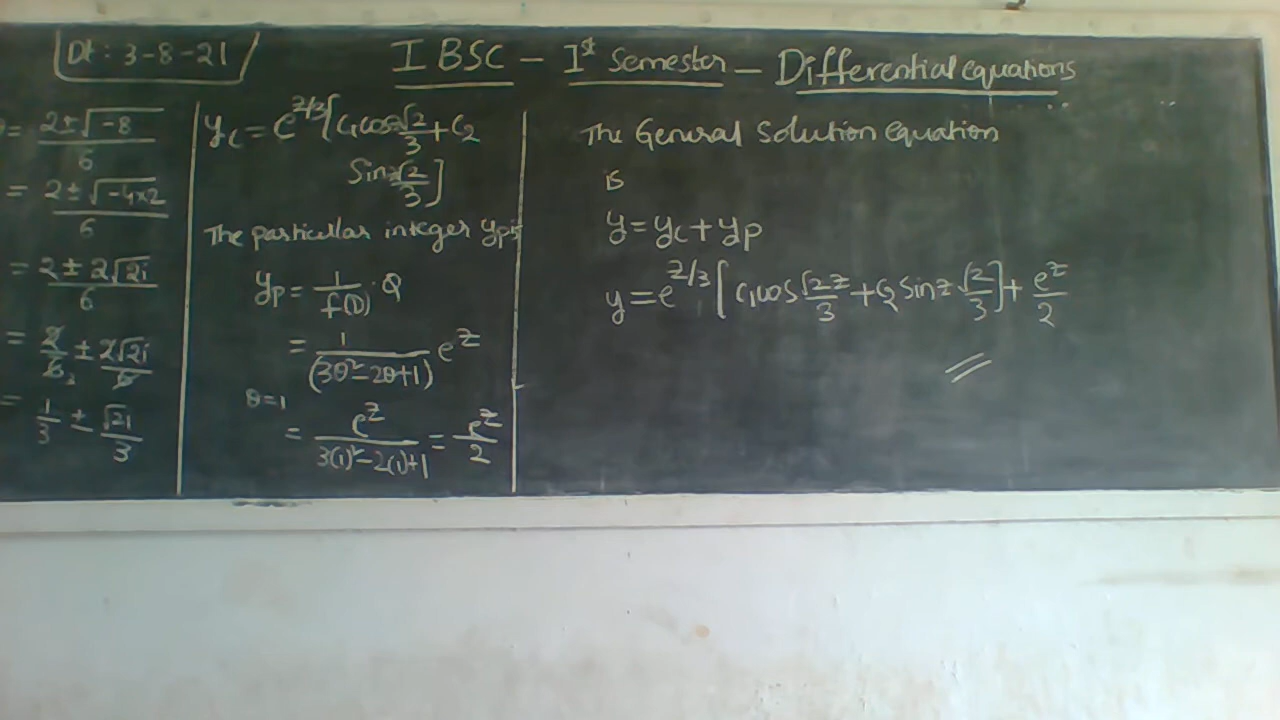 Dt : 3-8-21
I BSC - Ist Semester - Differential equations
= 2 ± √-8 / 6
= 2 ± √-4×2 / 6
= 2 ± 2√2i / 6
= 2/6 ± 2√2i/6
= 1/3 ± √2i/3
yc = e^z/3 [C1 cos z√2/3 + C2
Sin z√2/3]
The particular integer yp is
yp = 1/f(D) · Q
= 1/(3θ²-2θ+1) e^z
θ=1
= e^z/3(1)²-2(1)+1 = e^z/2
The General Solution equation
is
y = yc + yp
y = e^z/3 [C1 cos √2z/3 + C2 Sin z √2/3] + e^z/2